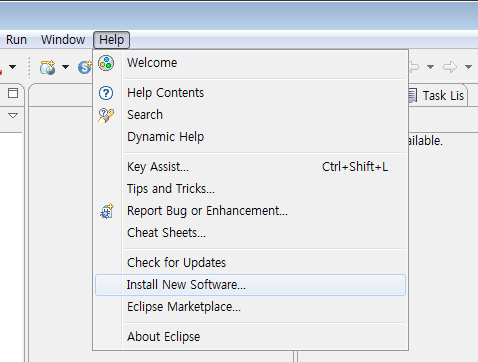 Run Window Help
Welcome
Help Contents
Search
Dynamic Help
Key Assist... Ctrl+Shift+L
Tips and Tricks...
Report Bug or Enhancement...
Cheat Sheets...
Check for Updates
Install New Software...
Eclipse Marketplace...
About Eclipse
Task Lis
ailable.